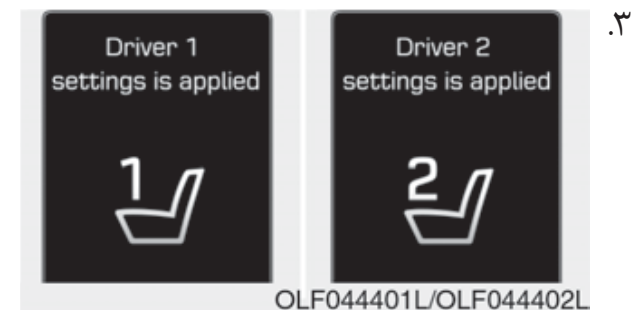 .٣
Driver 1
settings is applied
1
Driver 2
settings is applied
2
OLF044401L/OLF044402L